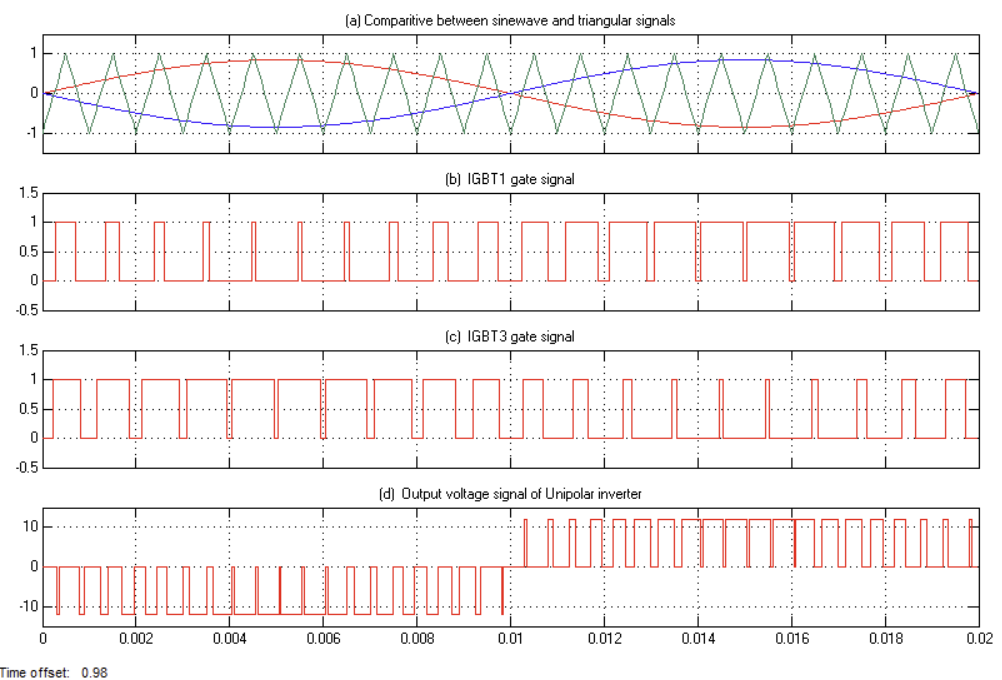 (a) Comparitive between sinewave and triangular signals
1
0
-1
(b) IGBT1 gate signal
1.5
1
0.5
0
-0.5
(c) IGBT3 gate signal
1.5
1
0.5
0
-0.5
(d) Output voltage signal of Unipolar inverter
10
0
-10
0 0.002 0.004 0.006 0.008 0.01 0.012 0.014 0.016 0.018 0.02
Time offset: 0.98